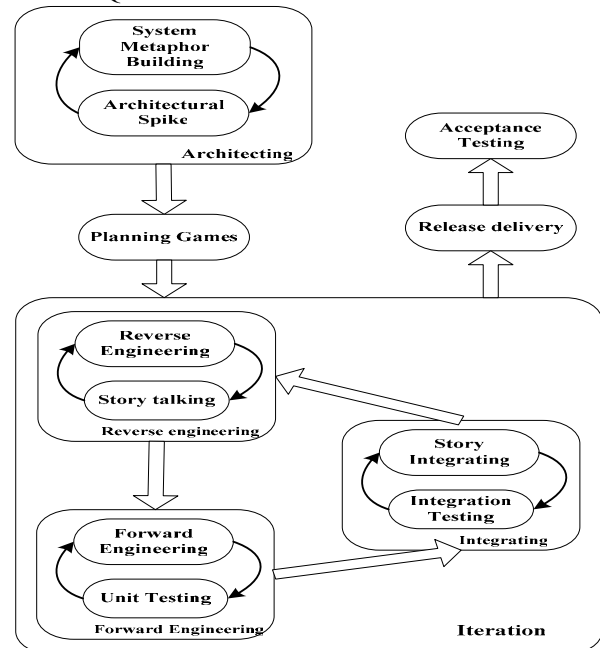 System
Metaphor
Building
Architectural
Spike
Architecting
Planning Games
Acceptance
Testing
Release delivery
Reverse
Engineering
Story talking
Reverse engineering
Story
Integrating
Integration
Testing
Integrating
Forward
Engineering
Unit Testing
Forward Engineering
Iteration